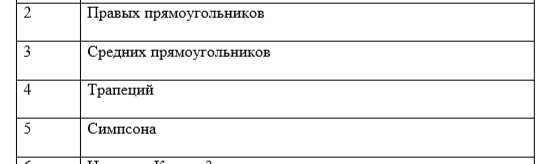 2 Правых прямоугольников
3 Средних прямоугольников
4 Трапеций
5 Симпсона